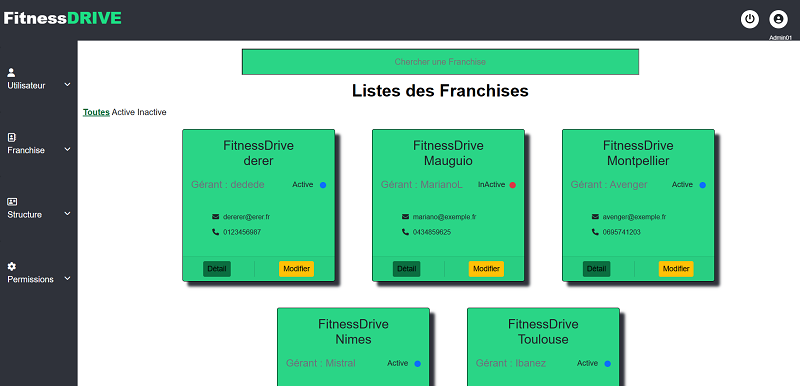 FitnessDRIVE
Admin01
Utilisateur
Franchise
Structure
Permissions
Chercher une Franchise
Listes des Franchises
Toutes Active Inactive
FitnessDrive
derer
Gérant : dedede Active
dererer@erer.fr
0123456987
Détail Modifier
FitnessDrive
Mauguio
Gérant : MarianoL InActive
mariano@exemple.fr
0434859625
Détail Modifier
FitnessDrive
Montpellier
Gérant : Avenger Active
avenger@exemple.fr
0695741203
Détail Modifier
FitnessDrive
Nimes
Gérant : Mistral Active
FitnessDrive
Toulouse
Gérant : Ibanez Active